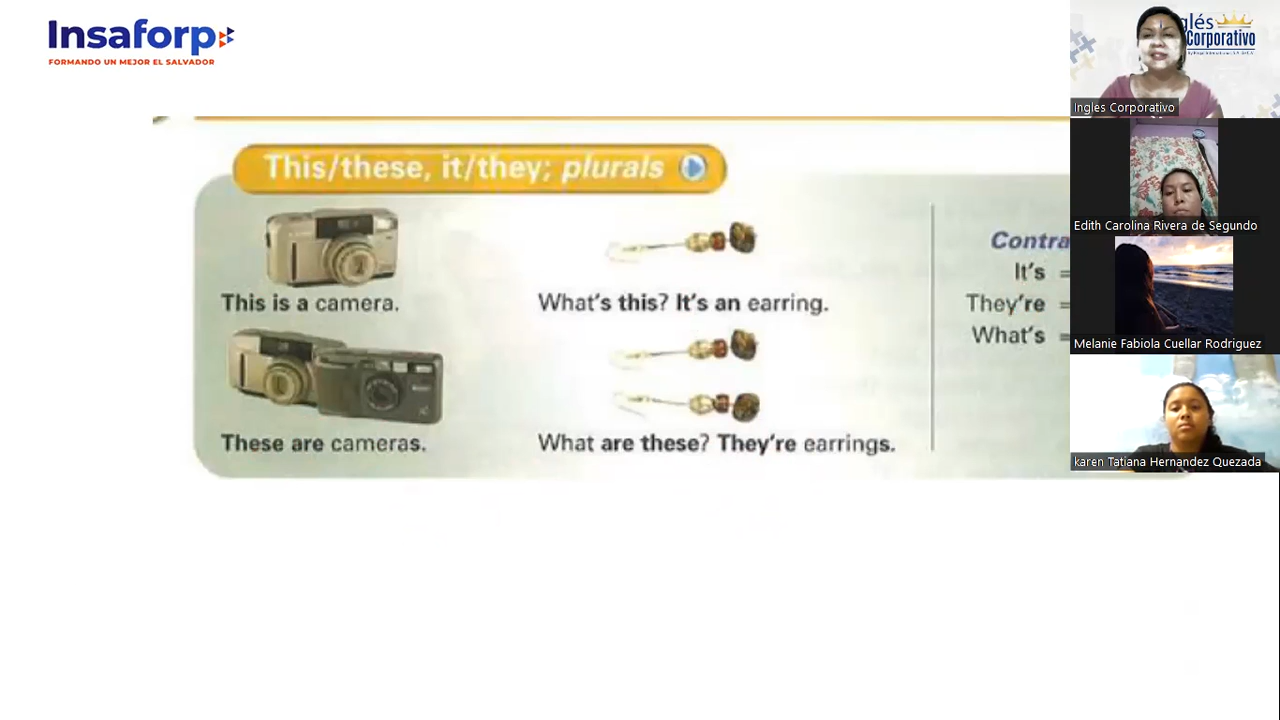 Insaforp
FORMANDO UN MEJOR EL SALVADOR
This/these, it/they; plurals
This is a camera.
What's this? It's an earring.
These are cameras.
What are these? They're earrings.
Contra
It's =
They're =
What's =
Inglés Corporativo
Ingles Corporativo
Edith Carolina Rivera de Segundo
Melanie Fabiola Cuellar Rodriguez
karen Tatiana Hernandez Quezada